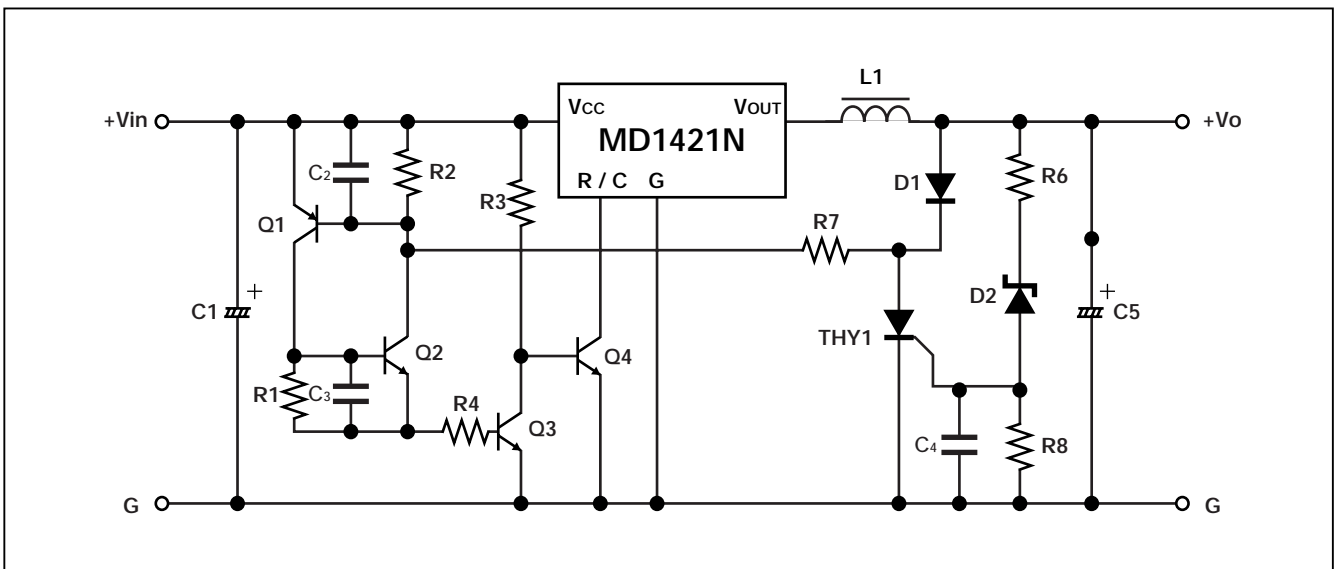 L1
+Vin
VCC
VOUT
+Vo
MD1421N
C2
R2
R/C G
D1
R6
R3
Q1
R7
D2
C1
+
+
C5
THY1
Q2
Q4
R1
C3
R4
Q3
C4
R8
G
G